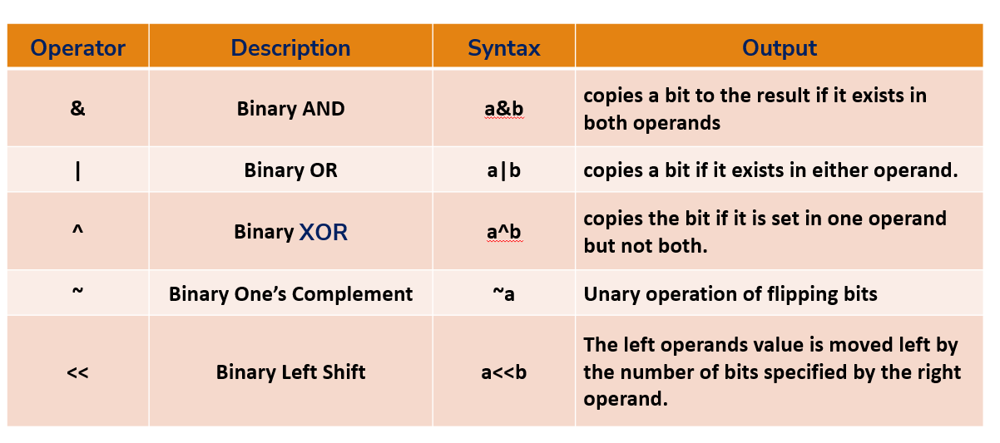 Operator Description Syntax Output
& Binary AND a&b copies a bit to the result if it exists in
both operands
| Binary OR a|b copies a bit if it exists in either operand.
^ Binary XOR a^b copies the bit if it is set in one operand
but not both.
~ Binary One’s Complement ~a Unary operation of flipping bits
<< Binary Left Shift a<<b The left operands value is moved left by
the number of bits specified by the right
operand.